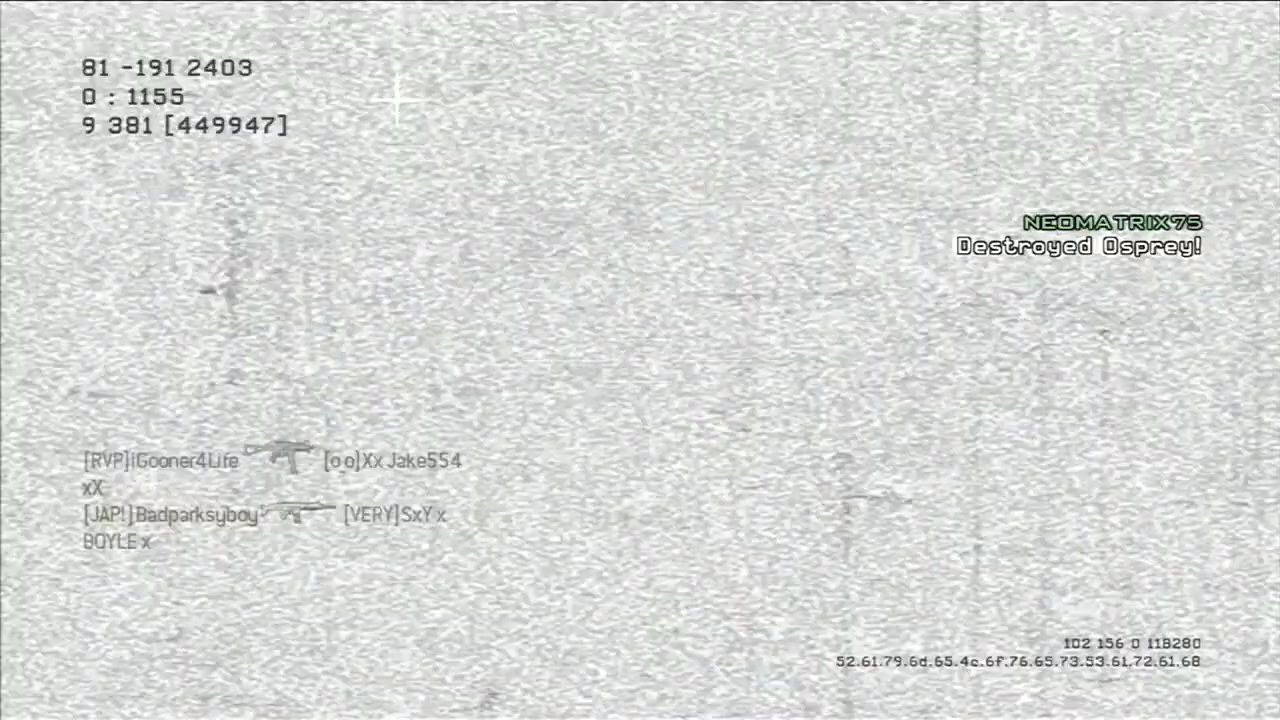 81 -191 2403
0 : 1155
9 381 [449947]
NEOMATRIX75
Destroyed Osprey!
[RVP]iGooner4Life [o_o]Xx Jake554
xX
[JAP!]Badparksyboy [VERY]SxY x
BOYLE x
102 156 0 118280
52.61.79.6d.65.4c.6f.76.65.73.53.61.72.61.68